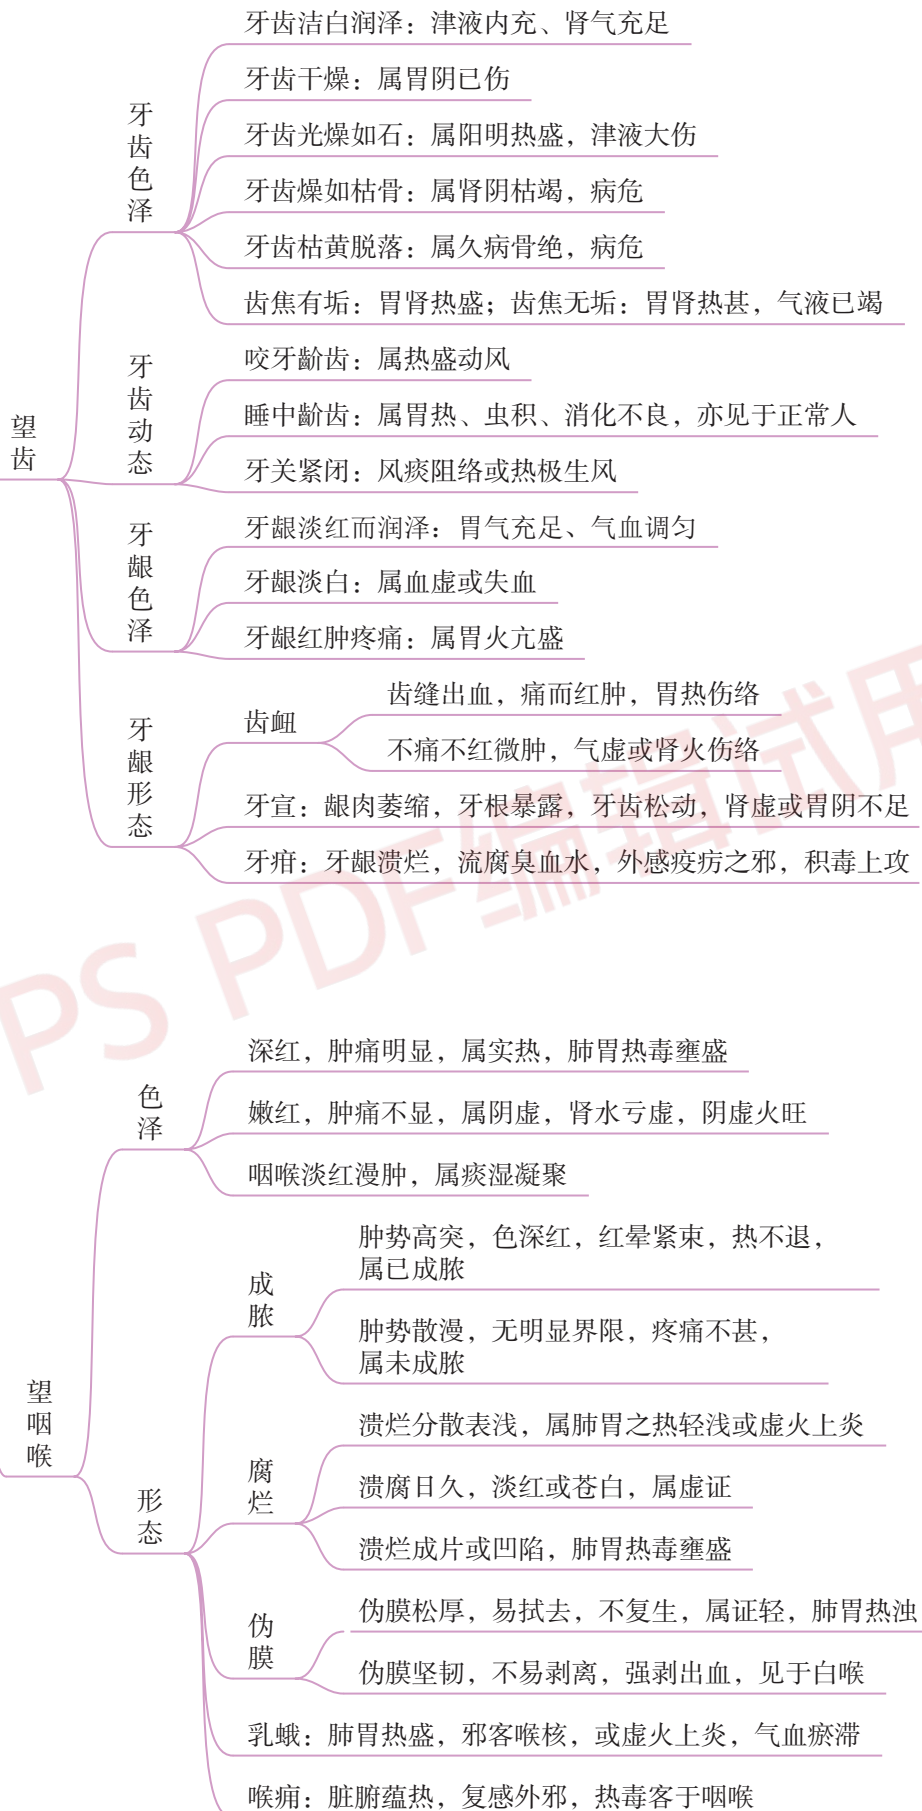 望齿
牙齿色泽
牙齿洁白润泽：津液内充、肾气充足
牙齿干燥：属胃阴已伤
牙齿光燥如石：属阳明热盛，津液大伤
牙齿燥如枯骨：属肾阴枯竭，病危
牙齿枯黄脱落：属久病骨绝，病危
齿焦有垢：胃肾热盛；齿焦无垢：胃肾热甚，气液已竭
牙齿动态
咬牙齘齿：属热盛动风
睡中齘齿：属胃热、虫积、消化不良，亦见于正常人
牙关紧闭：风痰阻络或热极生风
牙龈色泽
牙龈淡红而润泽：胃气充足、气血调匀
牙龈淡白：属血虚或失血
牙龈红肿疼痛：属胃火亢盛
牙龈形态
齿衄
齿缝出血，痛而红肿，胃热伤络
不痛不红微肿，气虚或肾火伤络
牙宣：龈肉萎缩，牙根暴露，牙齿松动，肾虚或胃阴不足
牙疳：牙龈溃烂，流腐臭血水，外感疫疠之邪，积毒上攻
PS PDF编辑试用
望咽喉
色泽
深红，肿痛明显，属实热，肺胃热毒壅盛
嫩红，肿痛不显，属阴虚，肾水亏虚，阴虚火旺
咽喉淡红漫肿，属痰湿凝聚
形态
成脓
肿势高突，色深红，红晕紧束，热不退，
属已成脓
肿势散漫，无明显界限，疼痛不甚，
属未成脓
腐烂
溃烂分散表浅，属肺胃之热轻浅或虚火上炎
溃腐日久，淡红或苍白，属虚证
溃烂成片或凹陷，肺胃热毒壅盛
伪膜
伪膜松厚，易拭去，不复生，属证轻，肺胃热浊
伪膜坚韧，不易剥离，强剥出血，见于白喉
乳蛾：肺胃热盛，邪客喉核，或虚火上炎，气血瘀滞
喉痈：脏腑蕴热，复感外邪，热毒客于咽喉